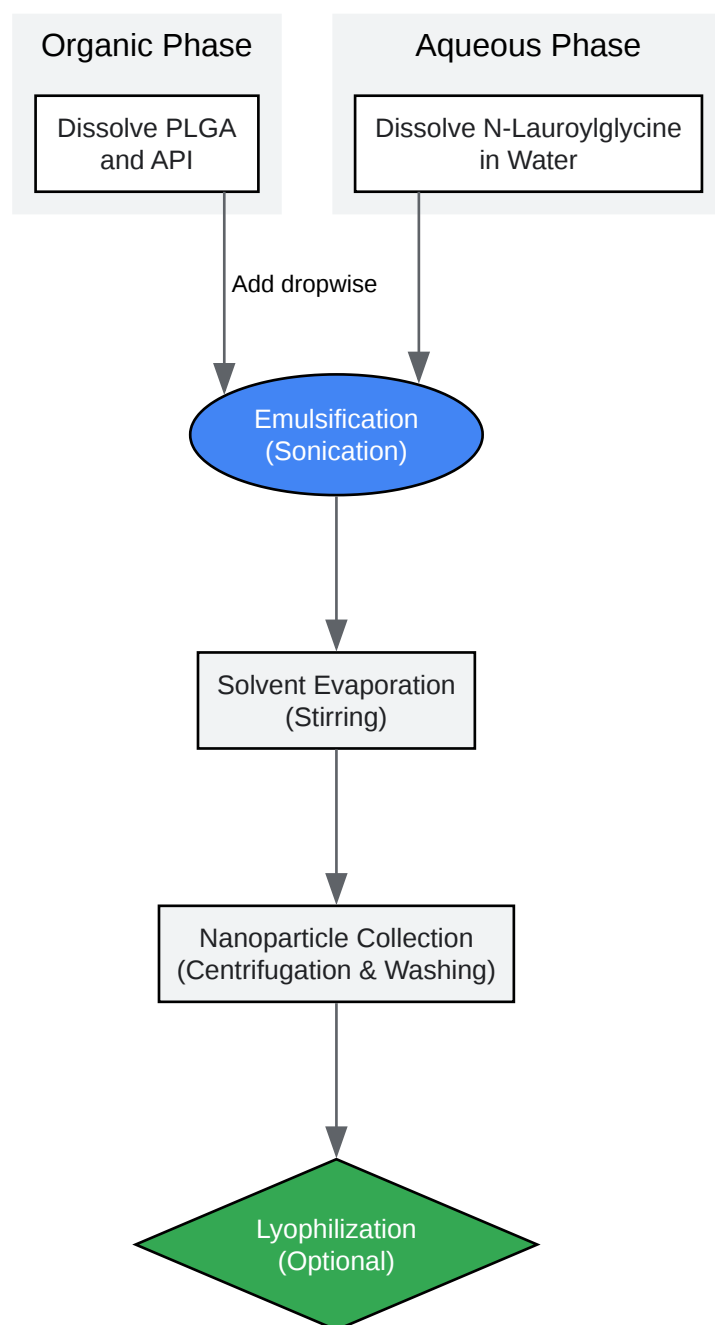 Organic Phase
Aqueous Phase
Dissolve PLGA
and API
Dissolve N-Lauroylglycine
in Water
Add dropwise
Emulsification
(Sonication)
Solvent Evaporation
(Stirring)
Nanoparticle Collection
(Centrifugation & Washing)
Lyophilization
(Optional)